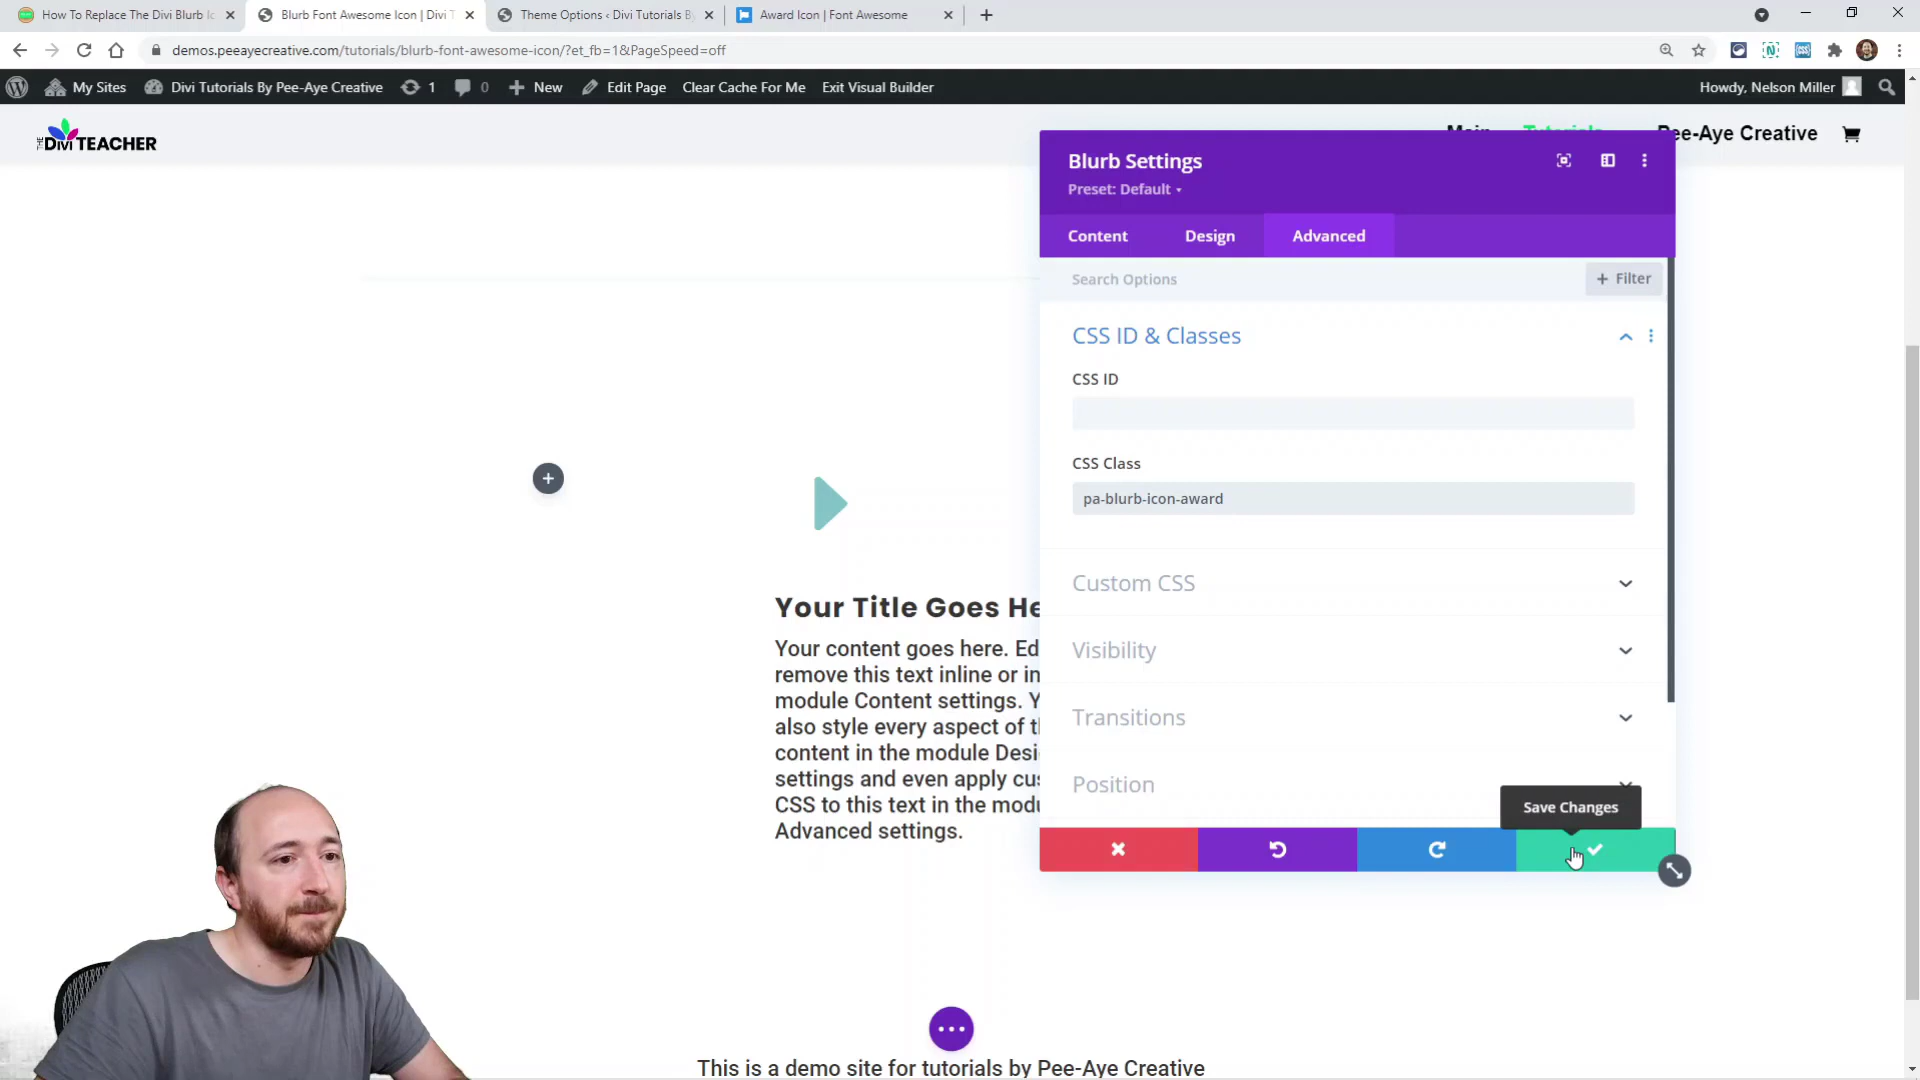 How To Replace The Divi Blurb Ic
Blurb Font Awesome Icon | Divi T
Theme Options ‹ Divi Tutorials By
Award Icon | Font Awesome
demos.peeayecreative.com/tutorials/blurb-font-awesome-icon/?et_fb=1&PageSpeed=off
My Sites
Divi Tutorials By Pee-Aye Creative
1
0
New
Edit Page
Clear Cache For Me
Exit Visual Builder
Howdy, Nelson Miller
THE DIVI TEACHER
Main
Tutorials
Pee-Aye Creative
Blurb Settings
Preset: Default
Content
Design
Advanced
Search Options
+ Filter
CSS ID & Classes
CSS ID
CSS Class
pa-blurb-icon-award
Custom CSS
Visibility
Transitions
Position
Save Changes
Your Title Goes He
Your content goes here. Ed
remove this text inline or in
module Content settings. Y
also style every aspect of t
content in the module Desi
settings and even apply cus
CSS to this text in the modu
Advanced settings.
This is a demo site for tutorials by Pee-Aye Creative